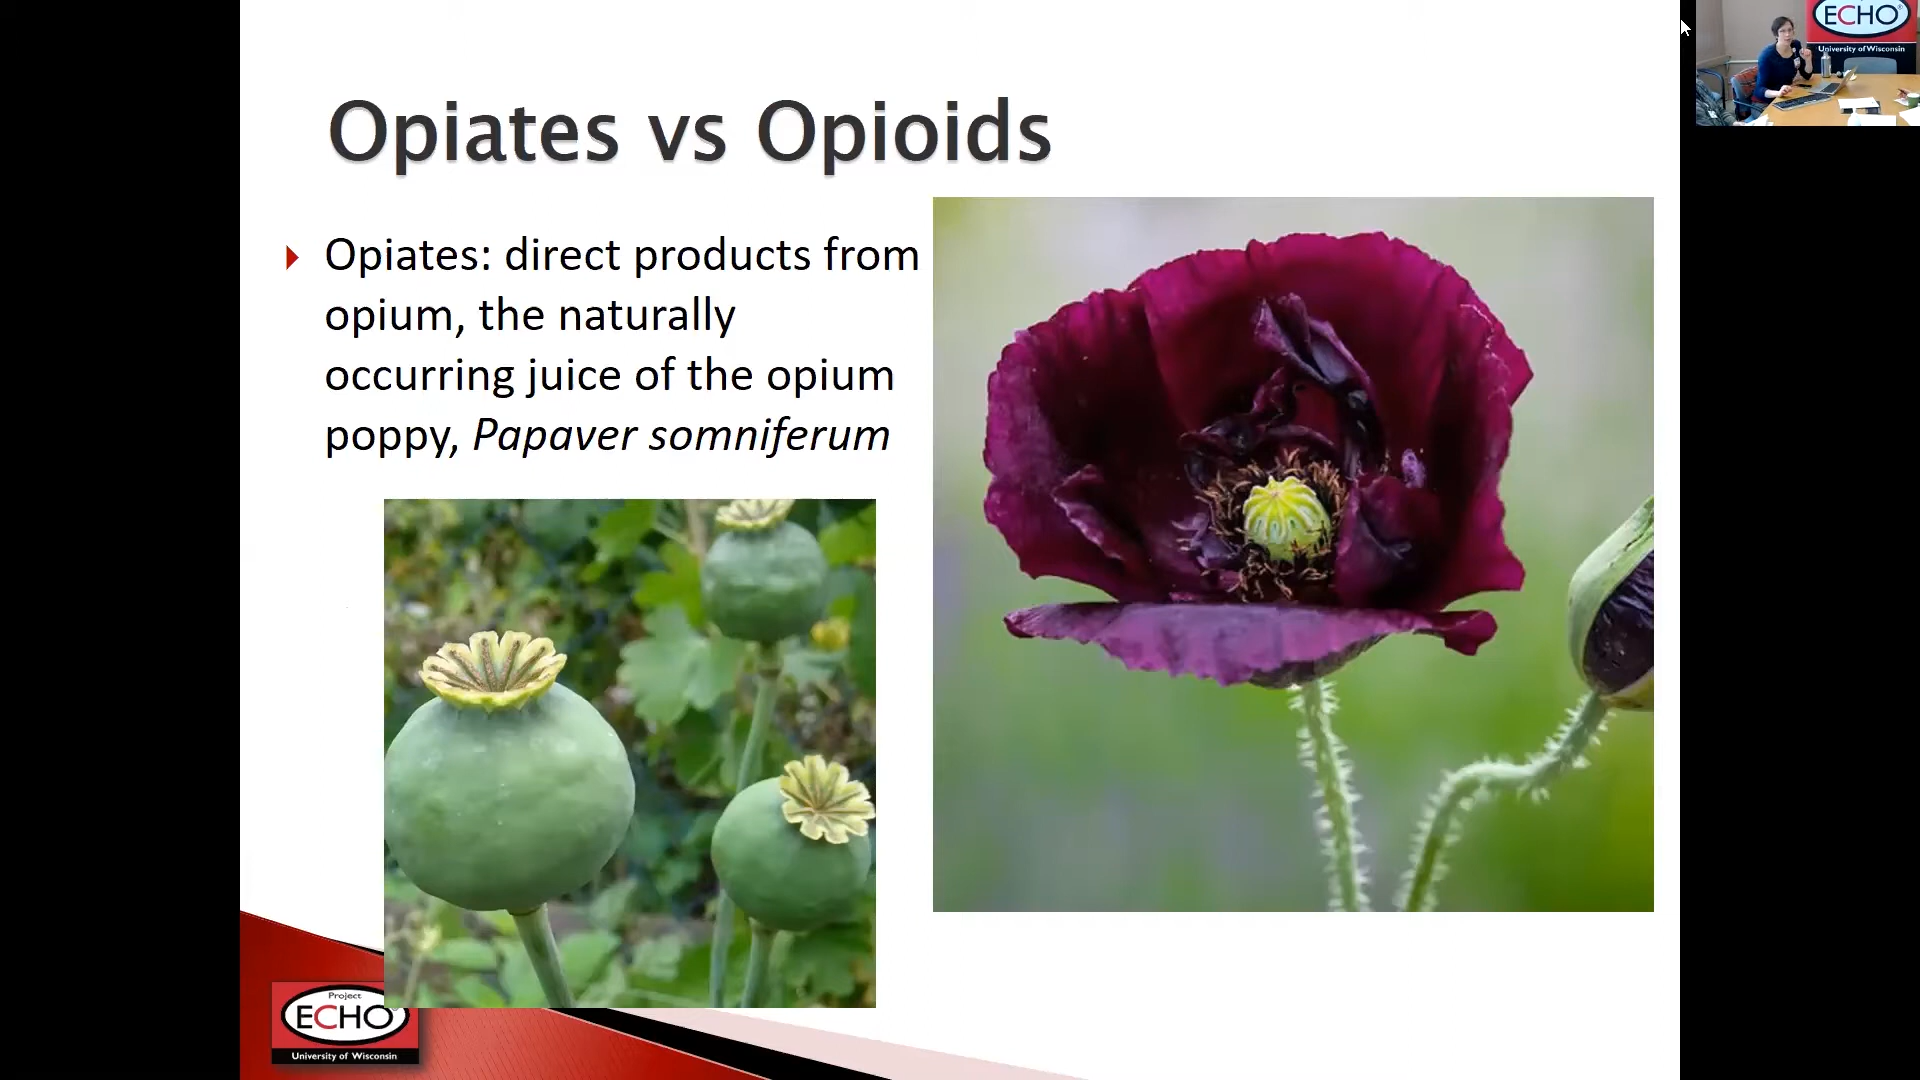 Opiates vs Opioids
Opiates: direct products from
opium, the naturally
occurring juice of the opium
poppy, Papaver somniferum
Project
ECHO®
University of Wisconsin
ECHO®
University of Wisconsin